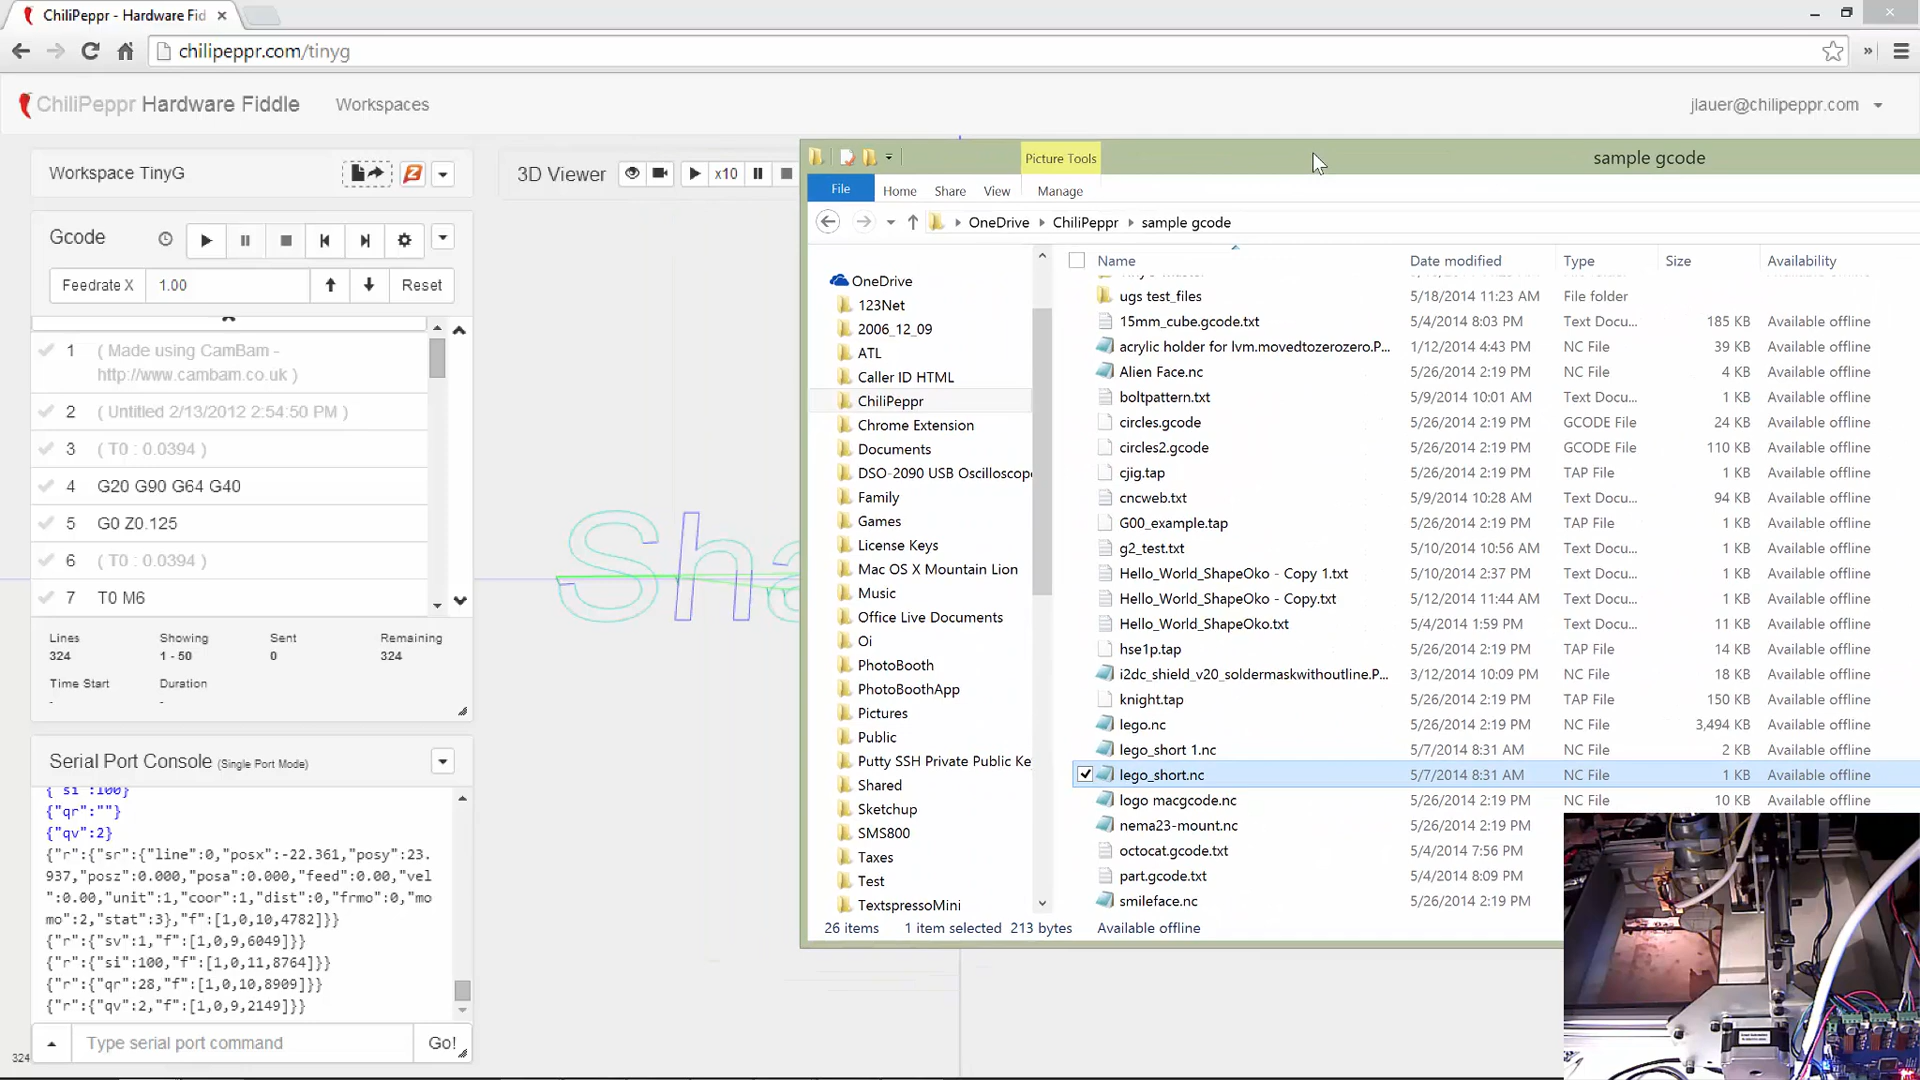 ChiliPeppr - Hardware Fid
chilipeppr.com/tinyg
ChiliPeppr Hardware Fiddle
Workspaces
jlauer@chilipeppr.com
Workspace TinyG
3D Viewer
x10
Gcode
Feedrate X
1.00
Reset
1 ( Made using CamBam -
http://www.cambam.co.uk )
2 ( Untitled 2/13/2012 2:54:50 PM )
3 ( T0 : 0.0394 )
4 G20 G90 G64 G40
5 G0 Z0.125
6 ( T0 : 0.0394 )
7 T0 M6
Lines Showing Sent Remaining
324 1 - 50 0 324
Time Start Duration
- -
Serial Port Console (Single Port Mode)
{"si":100}
{"qr":""}
{"qv":2}
{"r":{"sr":{"line":0,"posx":-22.361,"posy":23.
937,"posz":0.000,"posa":0.000,"feed":0.00,"vel
":0.00,"unit":1,"coor":1,"dist":0,"frmo":0,"mo
mo":2,"stat":3},"f":[1,0,10,4782]}}
{"r":{"sv":1,"f":[1,0,9,6049]}}
{"r":{"si":100,"f":[1,0,11,8764]}}
{"r":{"qr":28,"f":[1,0,10,8909]}}
{"r":{"qv":2,"f":[1,0,9,2149]}}
Type serial port command
Go!
324
Sha
Picture Tools
sample gcode
File Home Share View Manage
OneDrive ChiliPeppr sample gcode
OneDrive
123Net
2006_12_09
ATL
Caller ID HTML
ChiliPeppr
Chrome Extension
Documents
DSO-2090 USB Oscilloscope
Family
Games
License Keys
Mac OS X Mountain Lion
Music
Office Live Documents
Oi
PhotoBooth
PhotoBoothApp
Pictures
Public
Putty SSH Private Public Ke
Shared
Sketchup
SMS800
Taxes
Test
TextspressoMini
Name Date modified Type Size Availability
ugs test_files 5/18/2014 11:23 AM File folder
15mm_cube.gcode.txt 5/4/2014 8:03 PM Text Docu... 185 KB Available offline
acrylic holder for lvm.movedtozerozero.P... 1/12/2014 4:43 PM NC File 39 KB Available offline
Alien Face.nc 5/26/2014 2:19 PM NC File 4 KB Available offline
boltpattern.txt 5/9/2014 10:01 AM Text Docu... 1 KB Available offline
circles.gcode 5/26/2014 2:19 PM GCODE File 24 KB Available offline
circles2.gcode 5/26/2014 2:19 PM GCODE File 110 KB Available offline
cjig.tap 5/26/2014 2:19 PM TAP File 1 KB Available offline
cncweb.txt 5/9/2014 10:28 AM Text Docu... 94 KB Available offline
G00_example.tap 5/26/2014 2:19 PM TAP File 1 KB Available offline
g2_test.txt 5/10/2014 10:56 AM Text Docu... 1 KB Available offline
Hello_World_ShapeOko - Copy 1.txt 5/10/2014 2:37 PM Text Docu... 1 KB Available offline
Hello_World_ShapeOko - Copy.txt 5/12/2014 11:44 AM Text Docu... 1 KB Available offline
Hello_World_ShapeOko.txt 5/4/2014 1:59 PM Text Docu... 11 KB Available offline
hse1p.tap 5/26/2014 2:19 PM TAP File 14 KB Available offline
i2dc_shield_v20_soldermaskwithoutline.P... 3/12/2014 10:09 PM NC File 18 KB Available offline
knight.tap 5/26/2014 2:19 PM TAP File 150 KB Available offline
lego.nc 5/26/2014 2:19 PM NC File 3,494 KB Available offline
lego_short 1.nc 5/7/2014 8:31 AM NC File 2 KB Available offline
lego_short.nc 5/7/2014 8:31 AM NC File 1 KB Available offline
logo macgcode.nc 5/26/2014 2:19 PM NC File 10 KB Available offline
nema23-mount.nc 5/26/2014 2:19 PM
octocat.gcode.txt 5/4/2014 7:56 PM
part.gcode.txt 5/4/2014 8:09 PM
smileface.nc 5/26/2014 2:19 PM
26 items 1 item selected 213 bytes Available offline